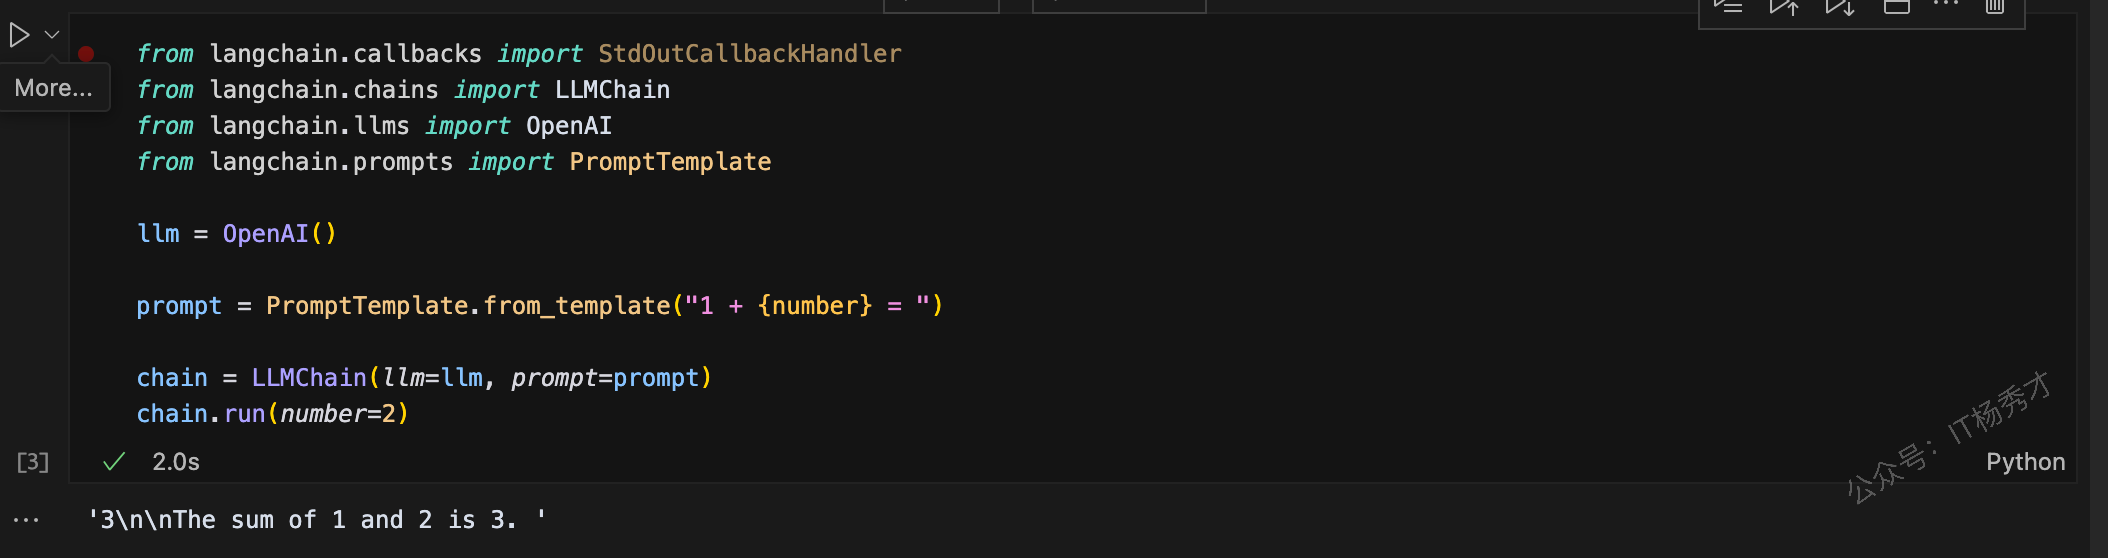 from langchain.callbacks import StdOutCallbackHandler
More...
from langchain.chains import LLMChain
from langchain.llms import OpenAI
from langchain.prompts import PromptTemplate
llm = OpenAI()
prompt = PromptTemplate.from_template("1 + {number} = ")
chain = LLMChain(llm=llm, prompt=prompt)
chain.run(number=2)
[3]
2.0s
Python
公众号：IT杨秀才
'3\n\nThe sum of 1 and 2 is 3. '